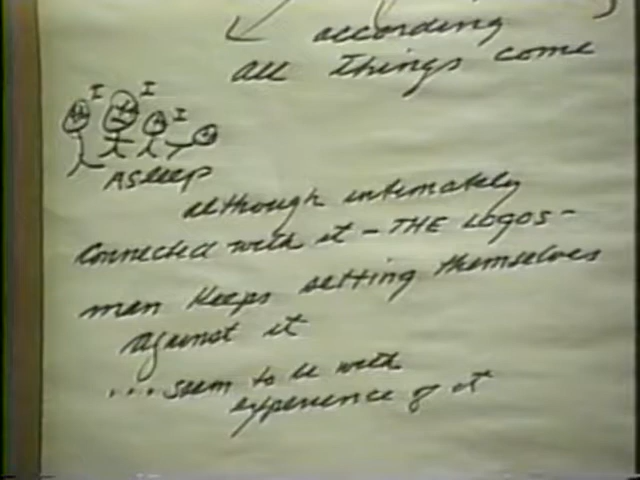 according
all things come
I I I
Asleep
although intimately
Connected with it - THE LOGOS -
man keeps setting themselves
against it
... seem to be with
experience of it